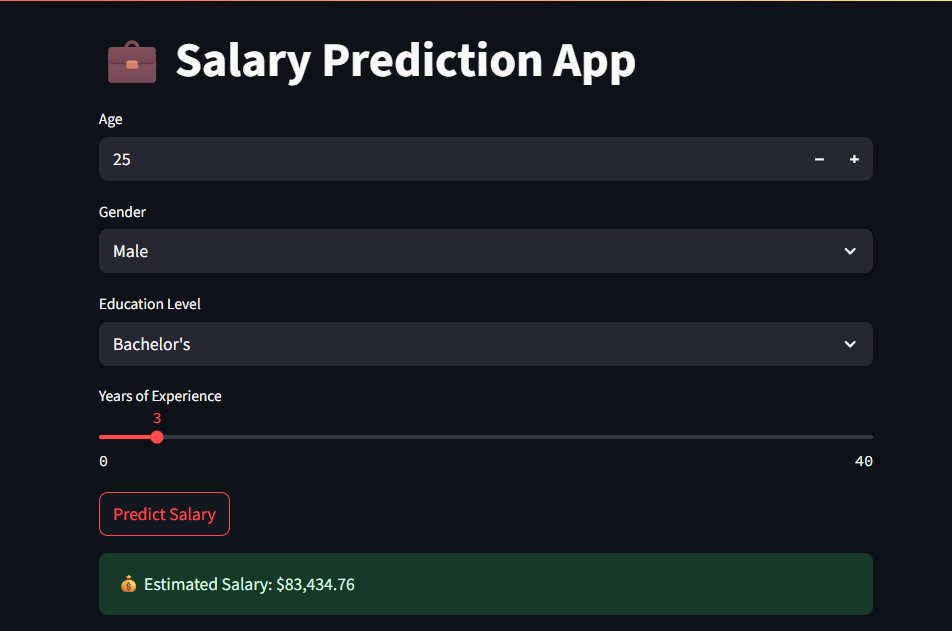 Salary Prediction App
Age
25
Gender
Male
Education Level
Bachelor's
Years of Experience
3
0 40
Predict Salary
Estimated Salary: $83,434.76